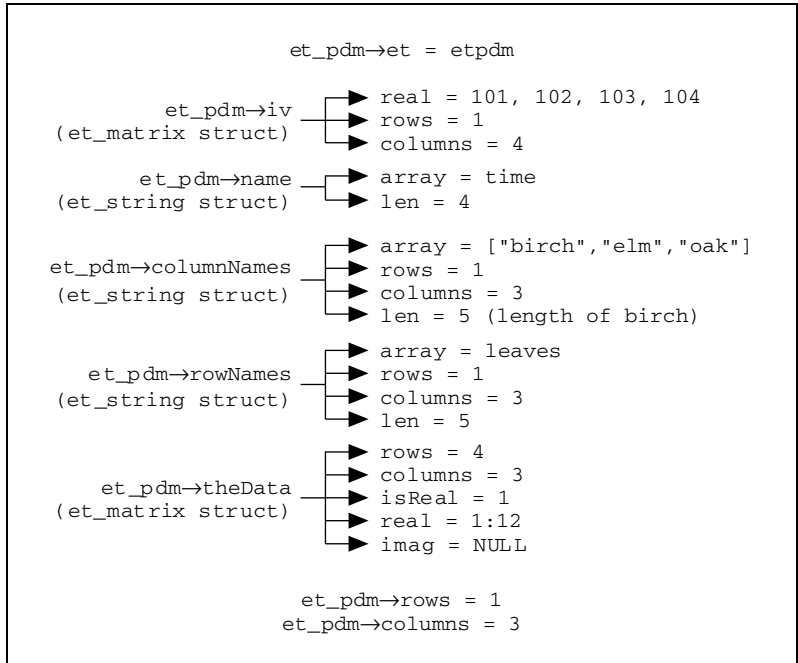 et_pdm→et = etpdm
et_pdm→iv
(et_matrix struct)
real = 101, 102, 103, 104
rows = 1
columns = 4
et_pdm→name
(et_string struct)
array = time
len = 4
et_pdm→columnNames
(et_string struct)
array = ["birch","elm","oak"]
rows = 1
columns = 3
len = 5 (length of birch)
et_pdm→rowNames
(et_string struct)
array = leaves
rows = 1
columns = 3
len = 5
et_pdm→theData
(et_matrix struct)
rows = 4
columns = 3
isReal = 1
real = 1:12
imag = NULL
et_pdm→rows = 1
et_pdm→columns = 3